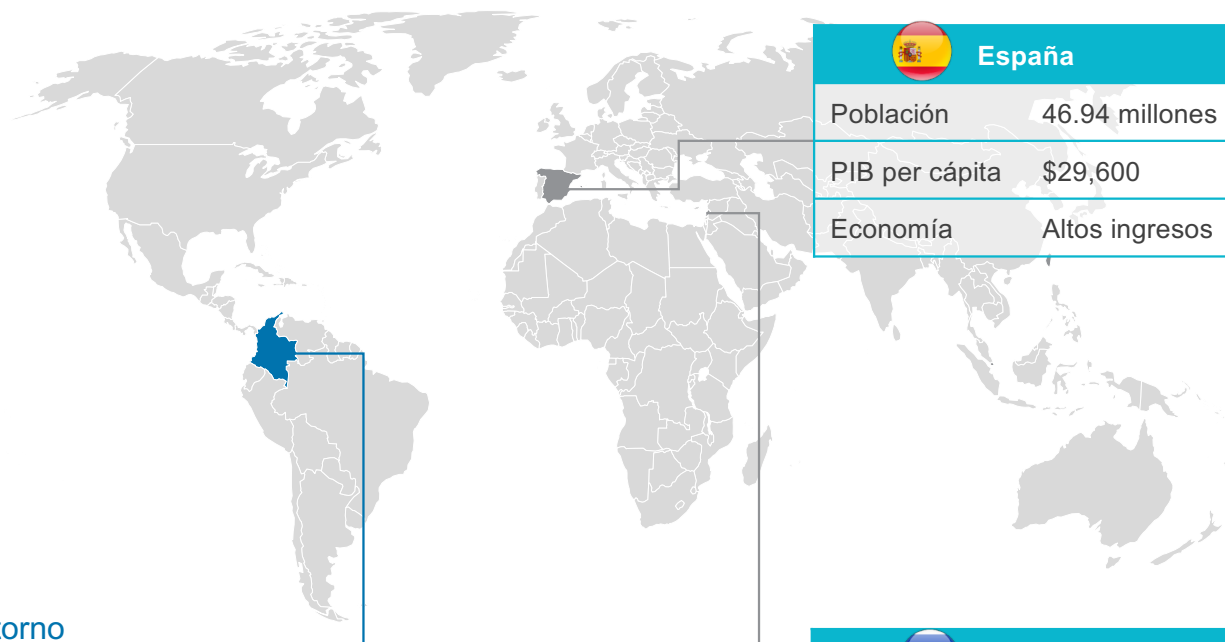 España
Población 46.94 millones
PIB per cápita $29,600
Economía Altos ingresos
torno